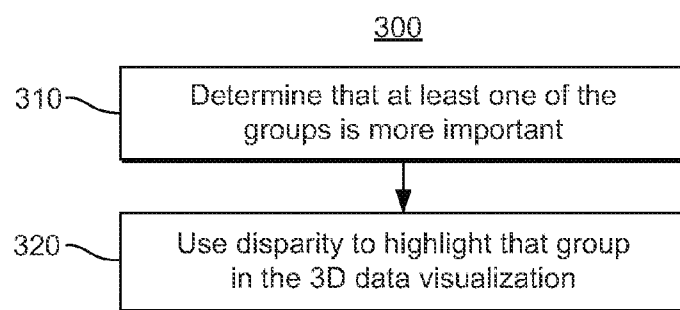 300
310
Determine that at least one of the
groups is more important
320
Use disparity to highlight that group
in the 3D data visualization